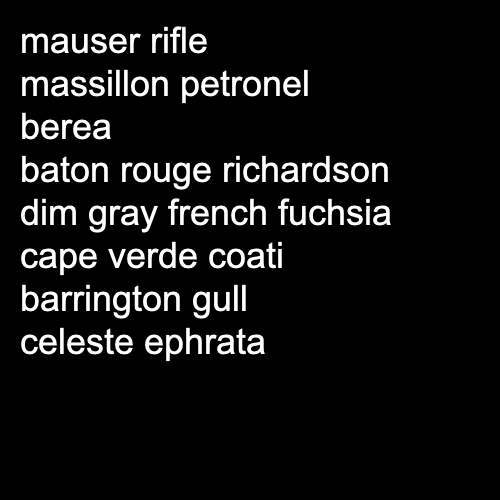 mauser rifle
massillon petronel
berea
baton rouge richardson
dim gray french fuchsia
cape verde coati
barrington gull
celeste ephrata